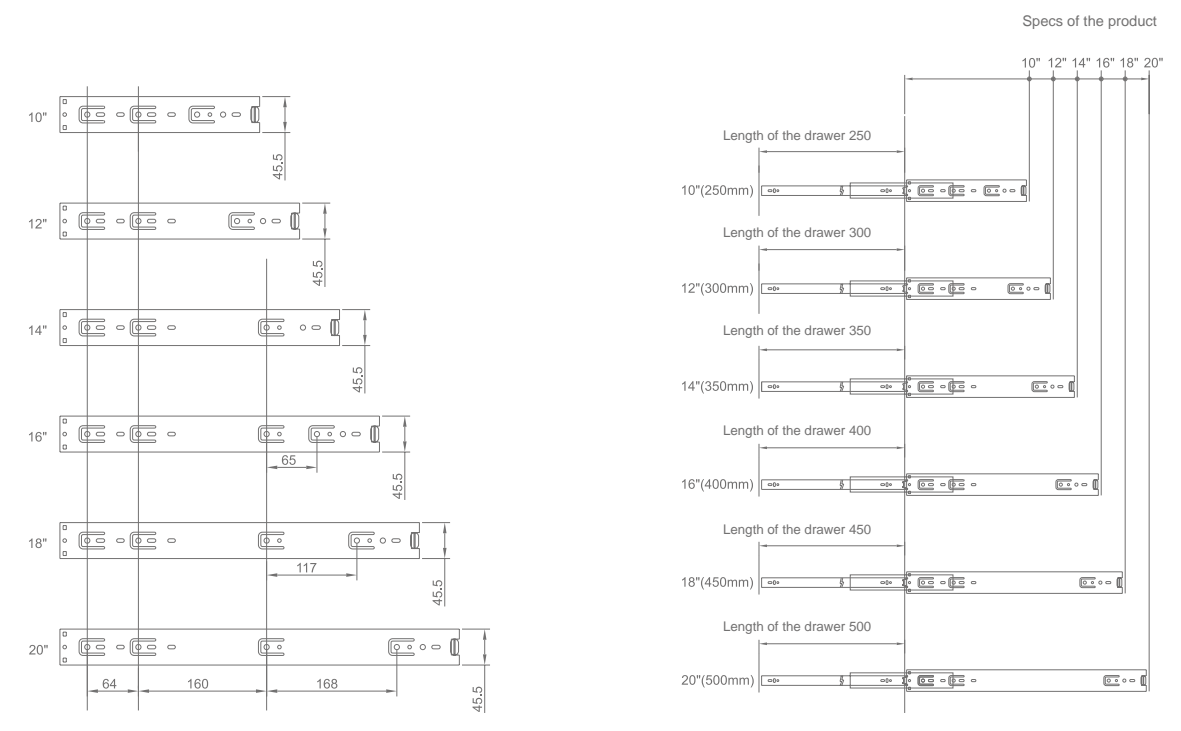 Specs of the product
10" 12" 14" 16" 18" 20"
10"
45.5
12"
45.5
14"
45.5
16"
65
45.5
18"
117
45.5
20"
64 160 168
45.5
Length of the drawer 250
10"(250mm)
Length of the drawer 300
12"(300mm)
Length of the drawer 350
14"(350mm)
Length of the drawer 400
16"(400mm)
Length of the drawer 450
18"(450mm)
Length of the drawer 500
20"(500mm)